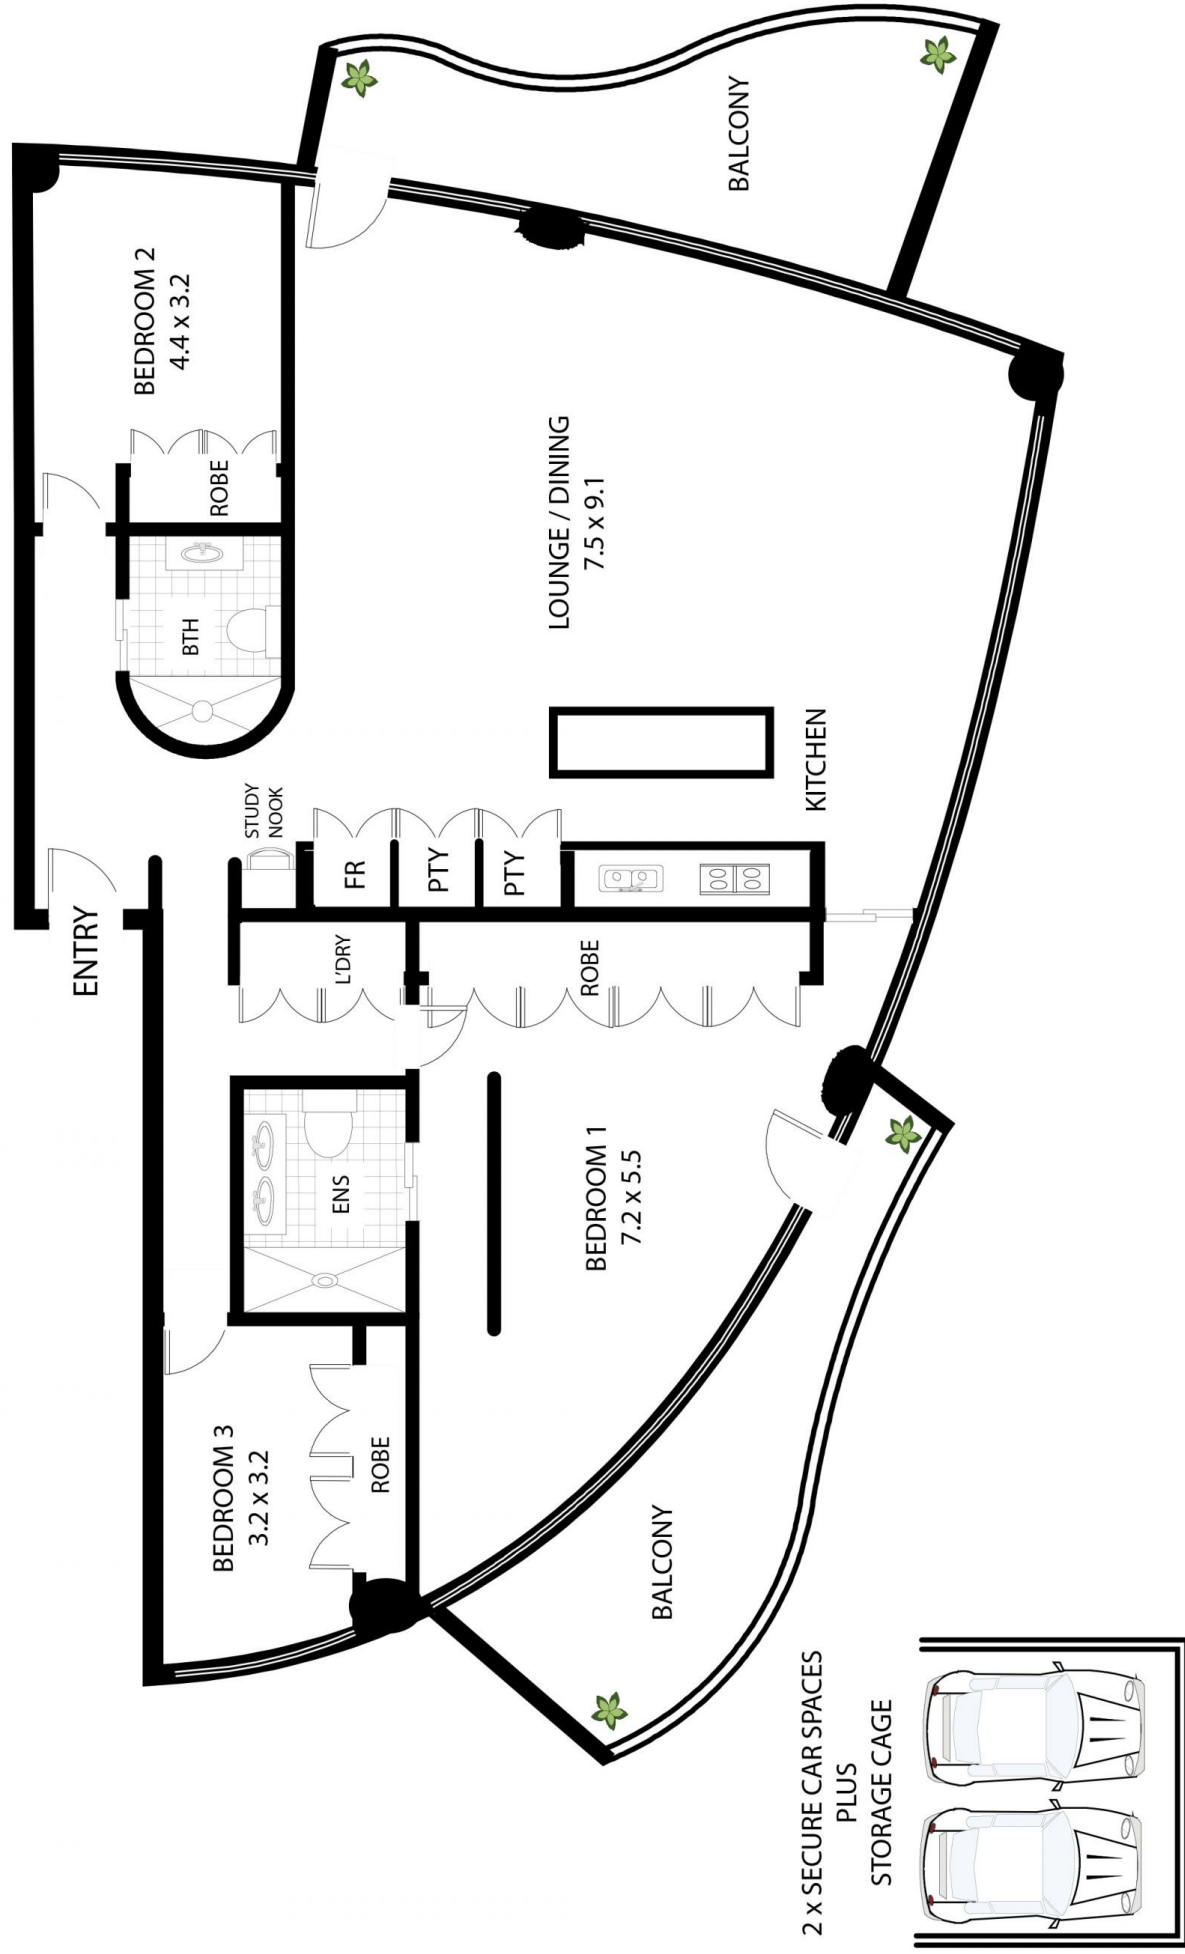 BALCONY
BEDROOM 2
4.4 x 3.2
ROBE
BTH
LOUNGE / DINING
7.5 x 9.1
KITCHEN
STUDY
NOOK
FR
PTY
PTY
ENTRY
L'DRY
ROBE
ENS
BEDROOM 1
7.2 x 5.5
BEDROOM 3
3.2 x 3.2
ROBE
BALCONY
2 x SECURE CAR SPACES
PLUS
STORAGE CAGE